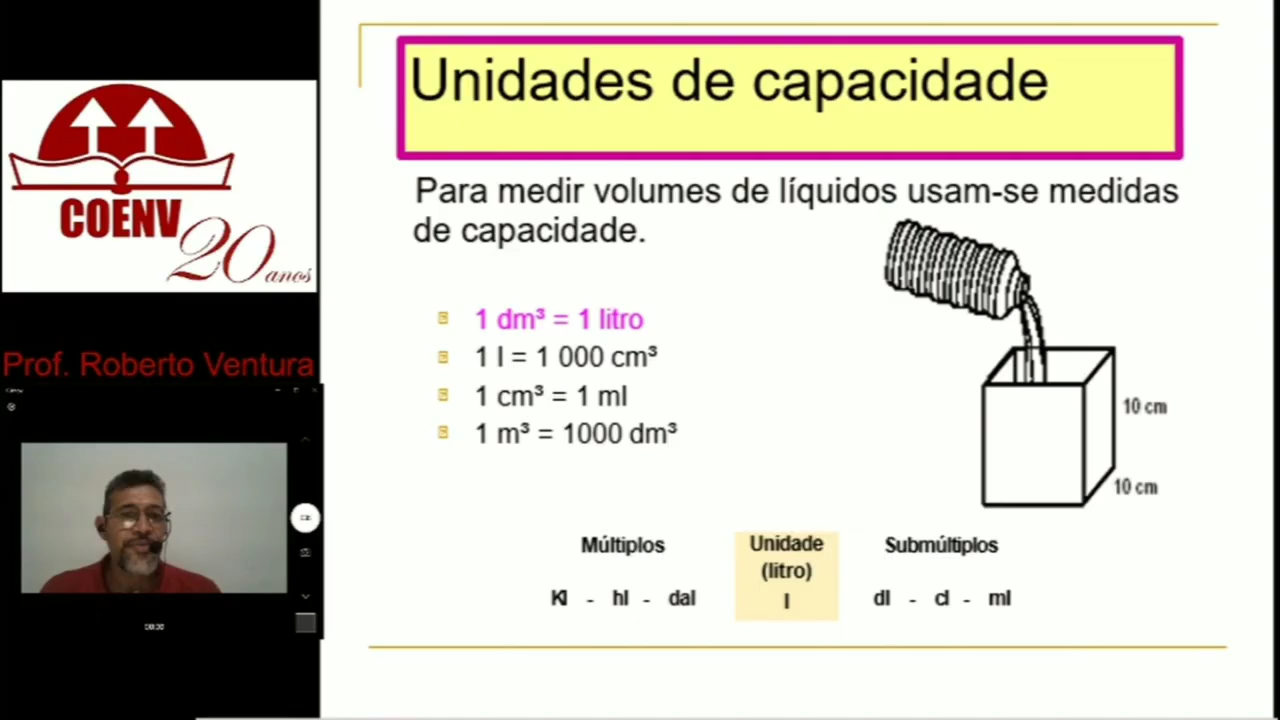 COENV
20 anos
Prof. Roberto Ventura
Unidades de capacidade
Para medir volumes de líquidos usam-se medidas
de capacidade.
1 dm³ = 1 litro
1 l = 1 000 cm³
1 cm³ = 1 ml
1 m³ = 1000 dm³
10 cm
10 cm
Múltiplos
Kl - hl - dal
Unidade
(litro)
l
Submúltiplos
dl - cl - ml